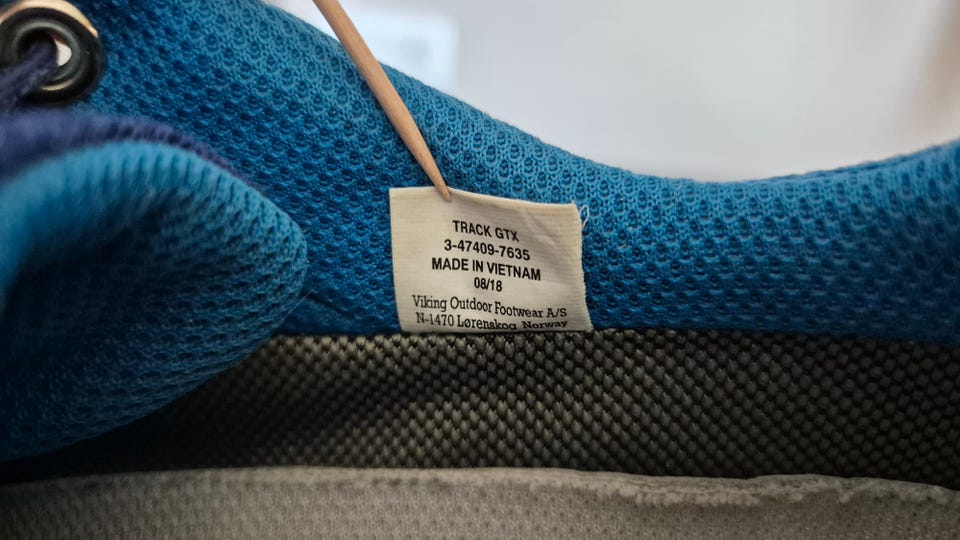 TRACK GTX
3-47409-7635
MADE IN VIETNAM
08/18
Viking Outdoor Footwear A/S
N-1470 Lørenskog Norway